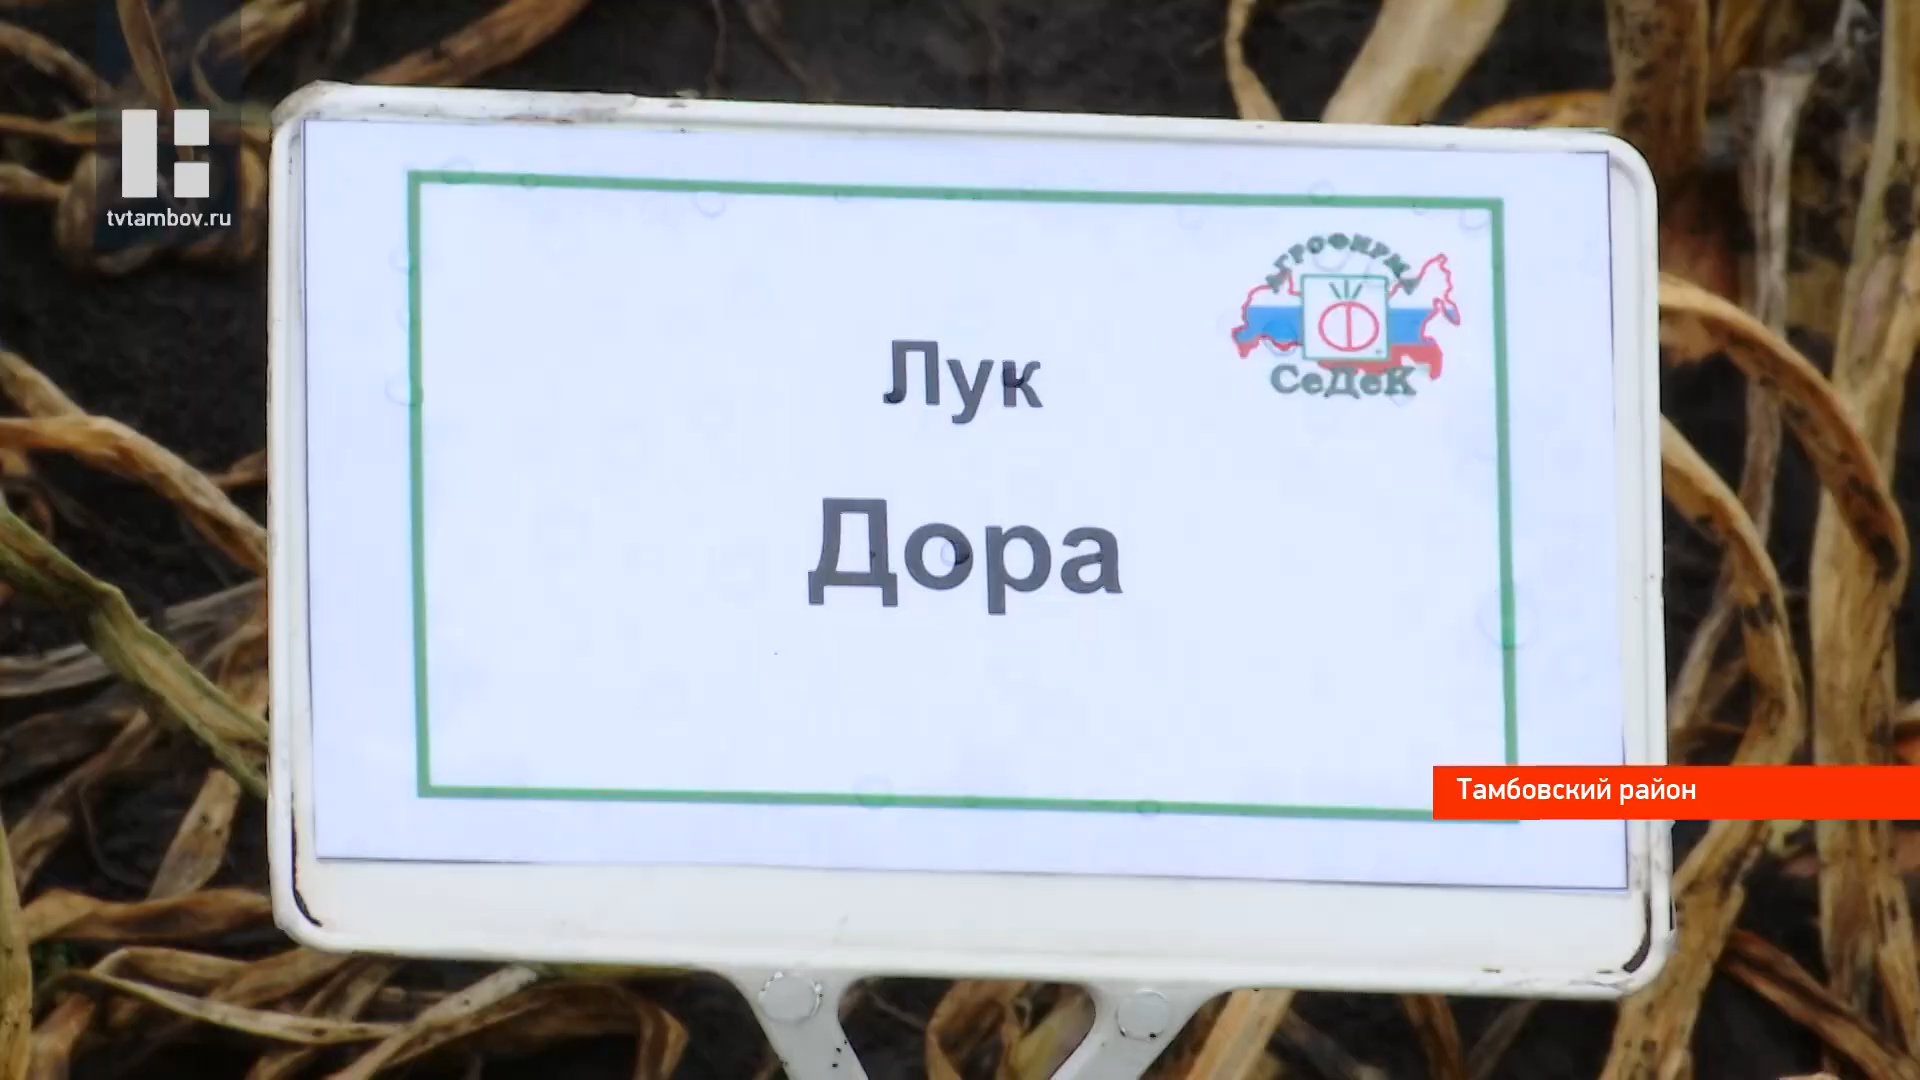 tvtambov.ru
АГРОФИРМА
СеДеК
Лук
Дора
Тамбовский район